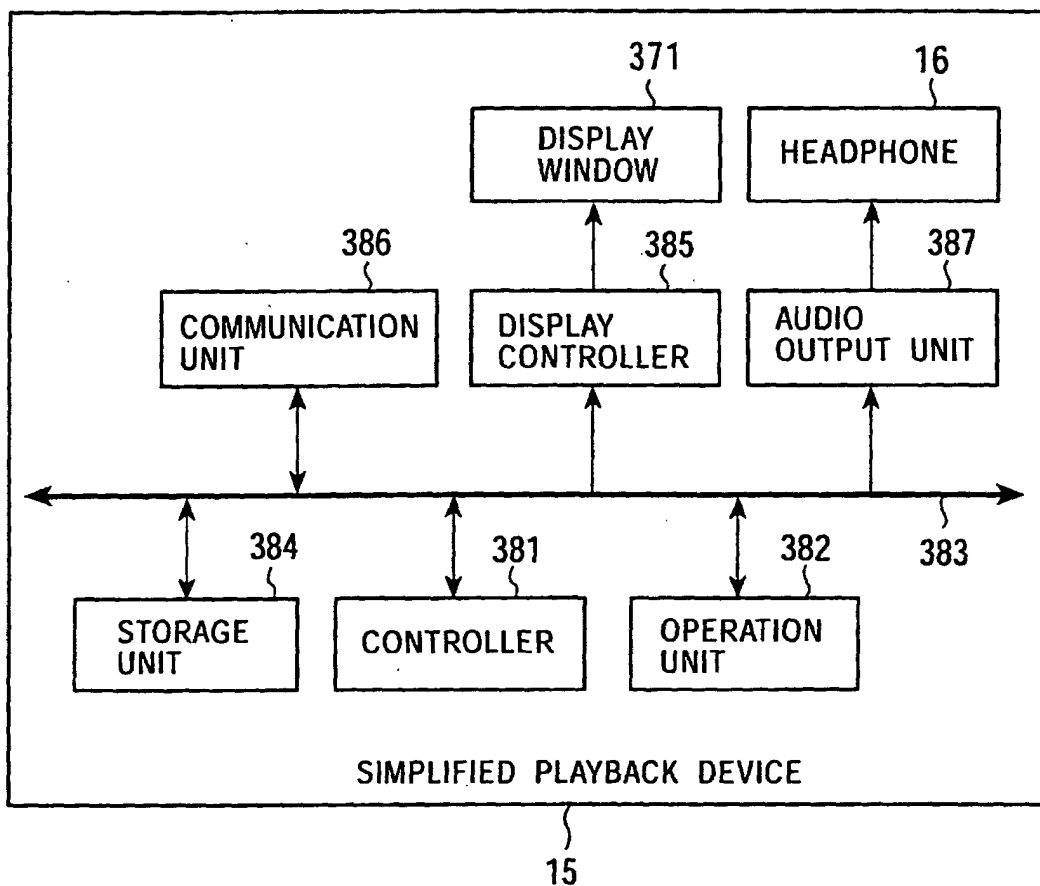 371
16
DISPLAY
WINDOW
HEADPHONE
386
385
387
COMMUNICATION
UNIT
DISPLAY
CONTROLLER
AUDIO
OUTPUT UNIT
384
381
382
383
STORAGE
UNIT
CONTROLLER
OPERATION
UNIT
SIMPLIFIED PLAYBACK DEVICE
15